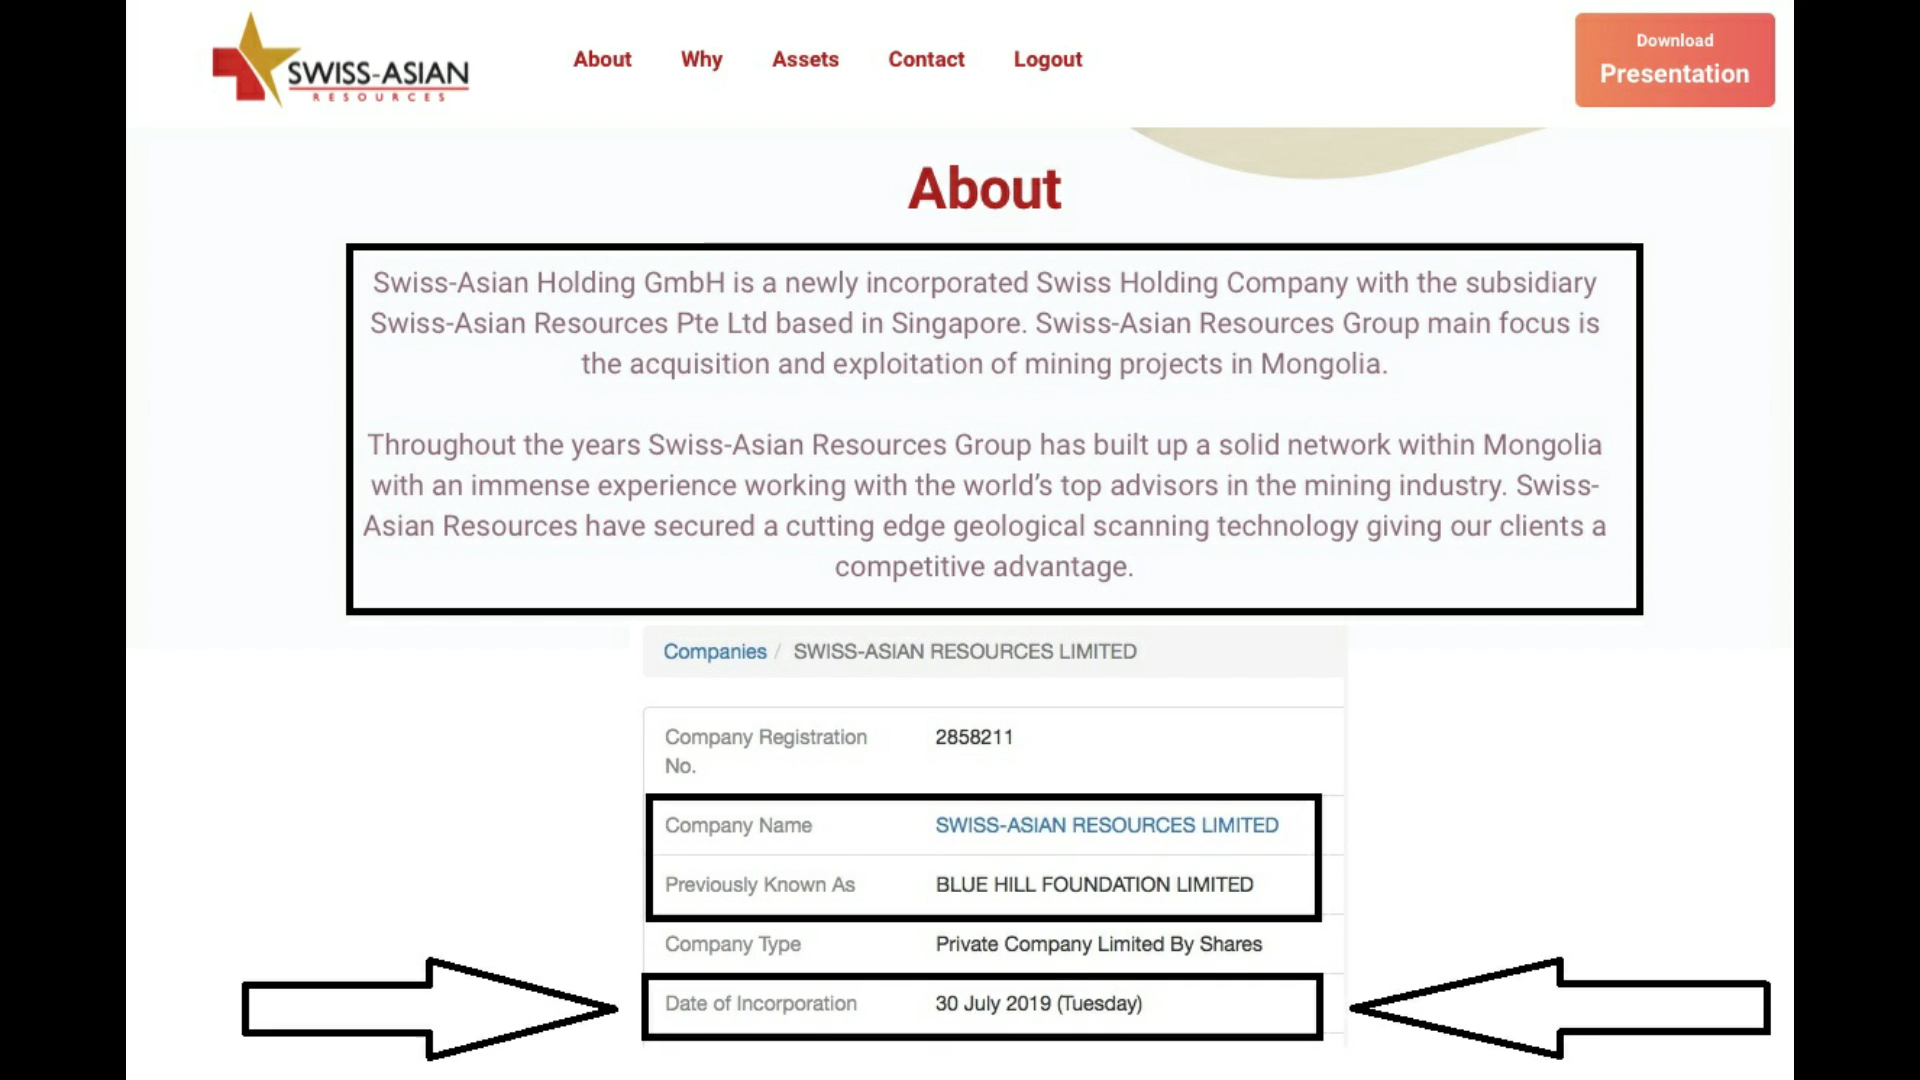 SWISS-ASIAN
RESOURCES
About Why Assets Contact Logout
Download
Presentation
About
Swiss-Asian Holding GmbH is a newly incorporated Swiss Holding Company with the subsidiary
Swiss-Asian Resources Pte Ltd based in Singapore. Swiss-Asian Resources Group main focus is
the acquisition and exploitation of mining projects in Mongolia.
Throughout the years Swiss-Asian Resources Group has built up a solid network within Mongolia
with an immense experience working with the world's top advisors in the mining industry. Swiss-
Asian Resources have secured a cutting edge geological scanning technology giving our clients a
competitive advantage.
Companies / SWISS-ASIAN RESOURCES LIMITED
Company Registration 2858211
No.
Company Name SWISS-ASIAN RESOURCES LIMITED
Previously Known As BLUE HILL FOUNDATION LIMITED
Company Type Private Company Limited By Shares
Date of Incorporation 30 July 2019 (Tuesday)